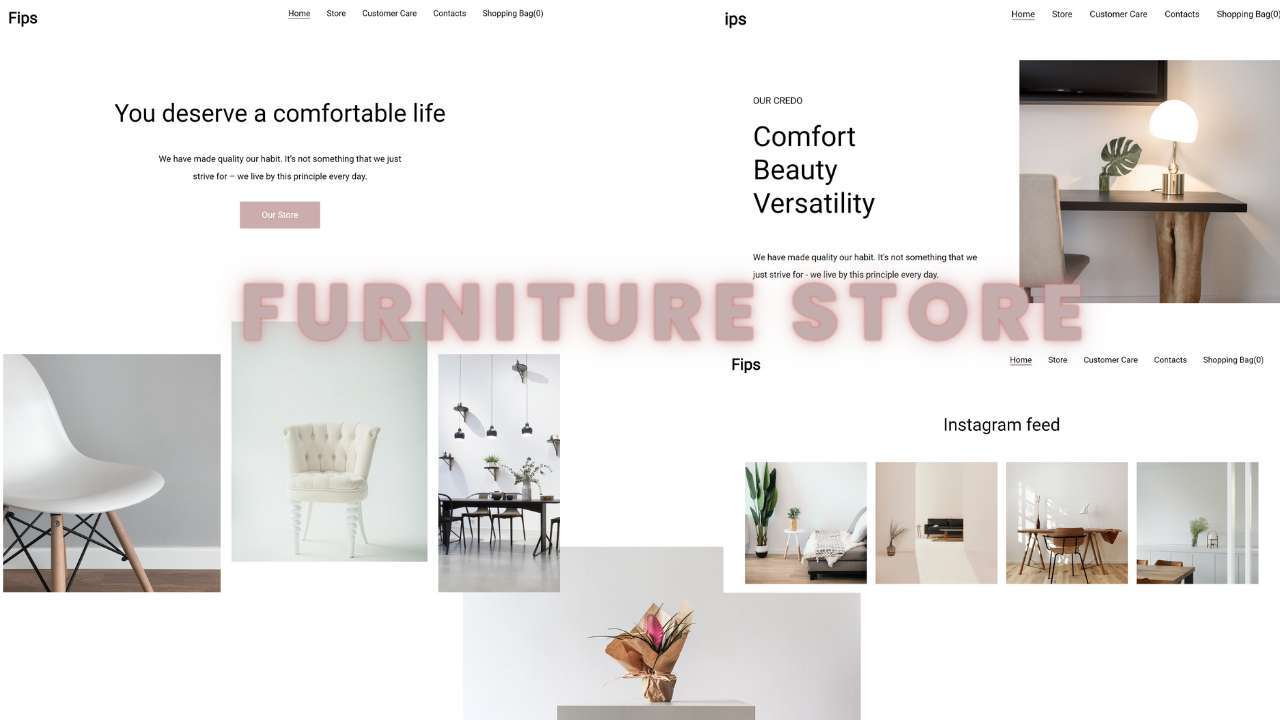 Fips
Home Store Customer Care Contacts Shopping Bag(0)
You deserve a comfortable life
We have made quality our habit. It's not something that we just
strive for – we live by this principle every day.
Our Store
ips
Home Store Customer Care Contacts Shopping Bag(0)
OUR CREDO
Comfort
Beauty
Versatility
We have made quality our habit. It's not something that we
just strive for - we live by this principle every day.
FURNITURE STORE
Fips
Home Store Customer Care Contacts Shopping Bag(0)
Instagram feed